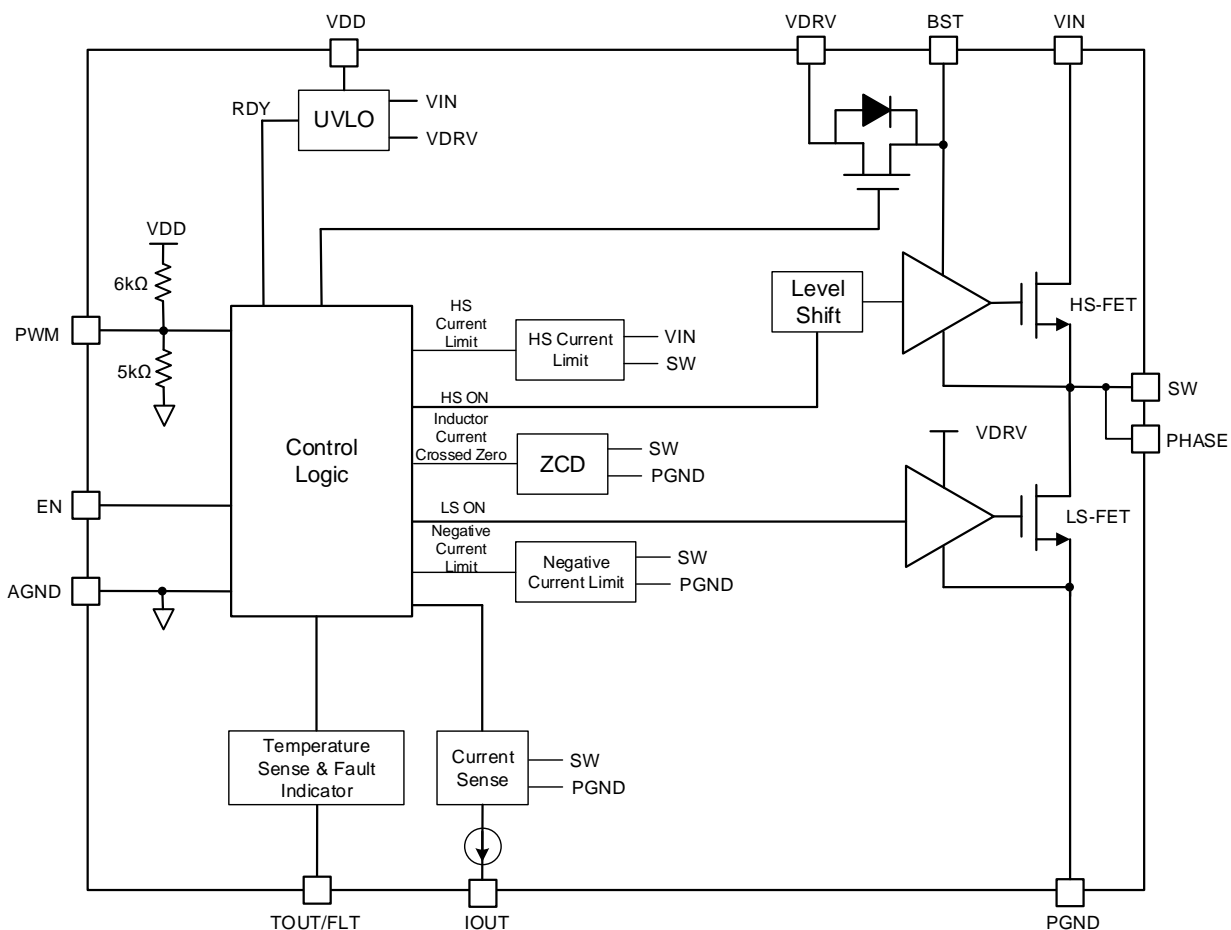 VDD
VDRV
BST
VIN
RDY
UVLO
VIN
VDRV
VDD
6kΩ
PWM
5kΩ
HS
Current
Limit
HS Current
Limit
VIN
SW
Level
Shift
HS-FET
HS ON
SW
PHASE
Control
Logic
Inductor
Current
Crossed Zero
ZCD
SW
PGND
VDRV
EN
LS ON
LS-FET
Negative
Current
Limit
Negative
Current Limit
SW
PGND
AGND
Temperature
Sense & Fault
Indicator
Current
Sense
SW
PGND
TOUT/FLT
IOUT
PGND